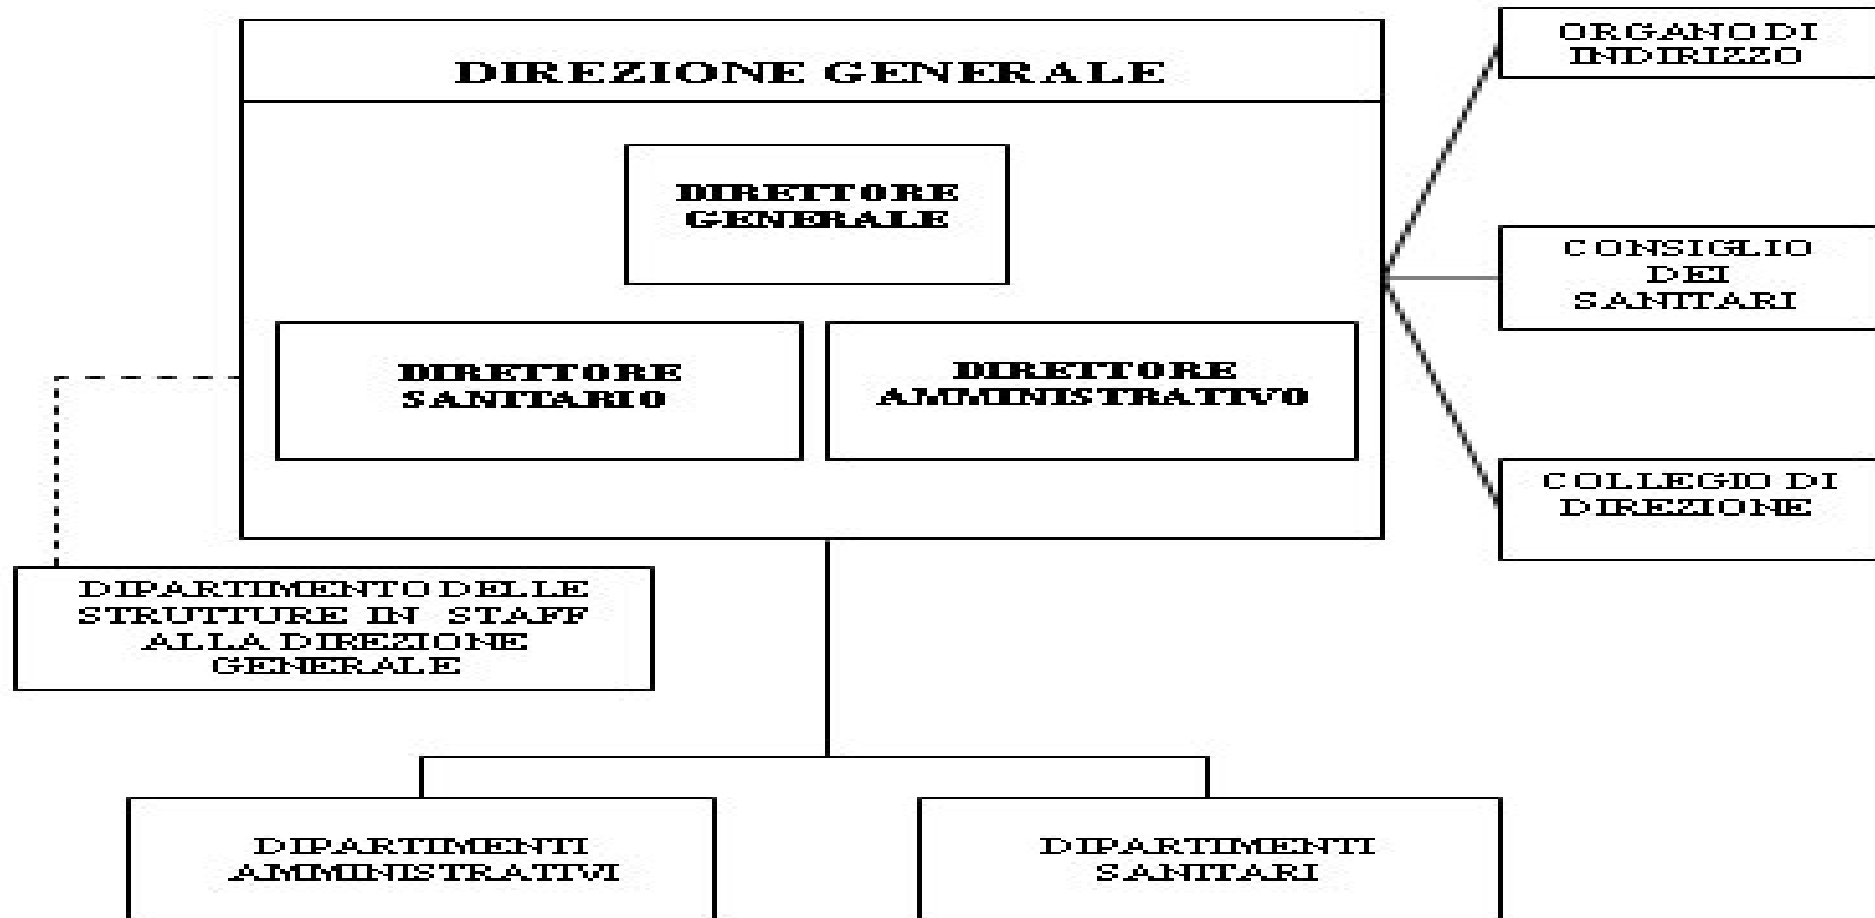 DIREZIONE GENERALE
ORGANO DI
INDIRIZZO
DIRETTORE
GENERALE
CONSIGLIO
DEI
SANITARI
DIRETTORE
SANITARIO
DIRETTORE
AMMINISTRATIVO
COLLEGIO DI
DIREZIONE
DIPARTIMENTO DELLE
STRUTTURE IN STAFF
ALLA DIREZIONE
GENERALE
DIPARTIMENTI
AMMINISTRATIVI
DIPARTIMENTI
SANITARI